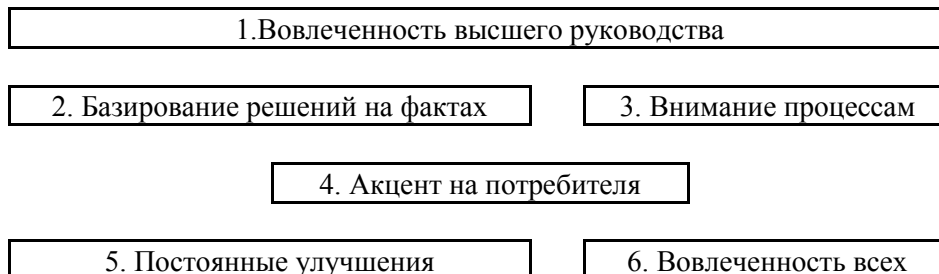 1.Вовлеченность высшего руководства
2. Базирование решений на фактах
3. Внимание процессам
4. Акцент на потребителя
5. Постоянные улучшения
6. Вовлеченность всех